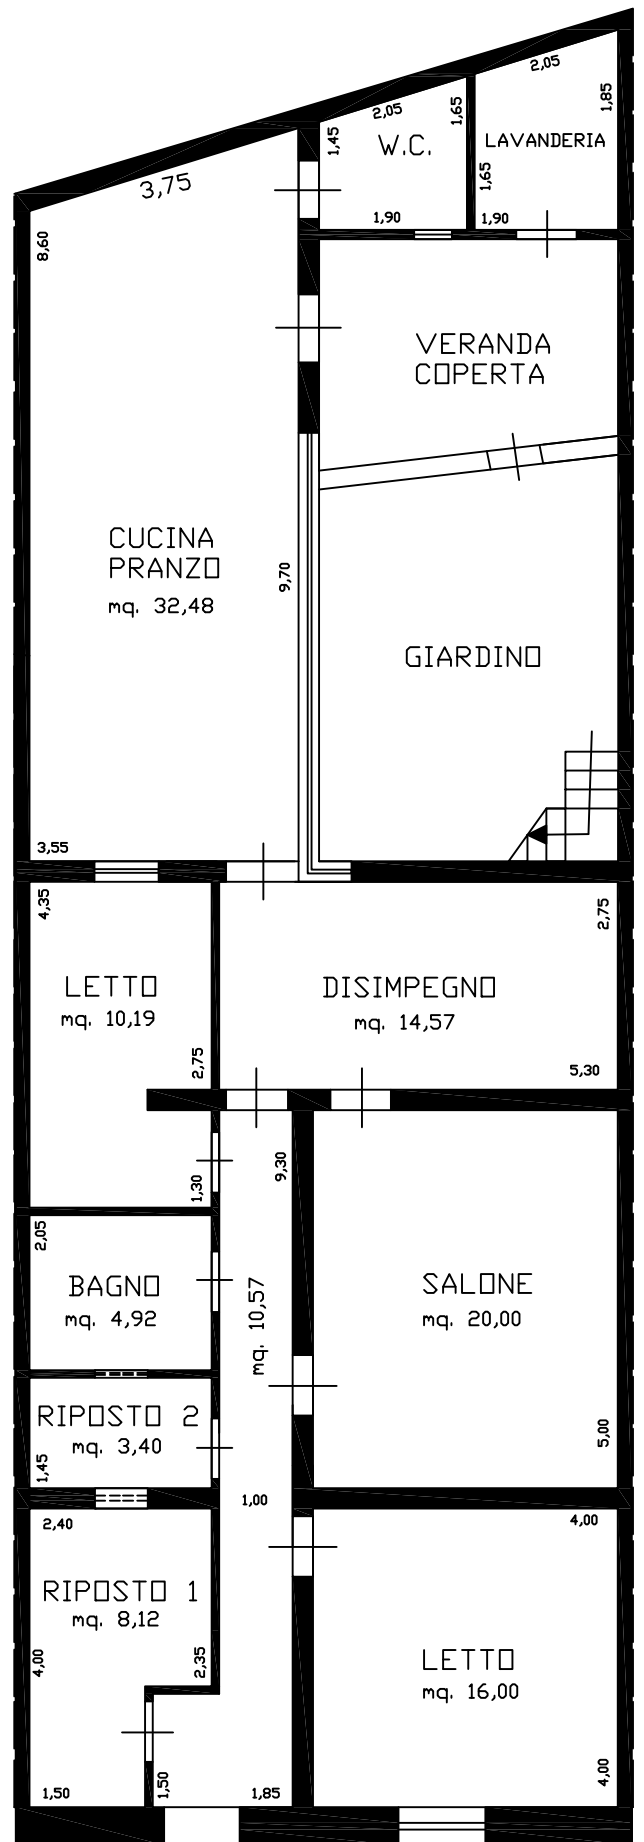 2,05
1,85
2,05
1,65
1,45
W.C.
LAVANDERIA
1,65
3,75
1,90
1,90
8,60
VERANDA
COPERTA
CUCINA
PRANZO
mq. 32,48
9,70
GIARDINO
3,55
4,35
2,75
LETTO
mq. 10,19
DISIMPEGNO
mq. 14,57
2,75
5,30
9,30
1,30
2,05
BAGNO
mq. 4,92
mq. 10,57
SALONE
mq. 20,00
RIPOSTO 2
mq. 3,40
1,45
5,00
1,00
2,40
4,00
RIPOSTO 1
mq. 8,12
4,00
2,35
LETTO
mq. 16,00
1,50
1,50
1,85
4,00